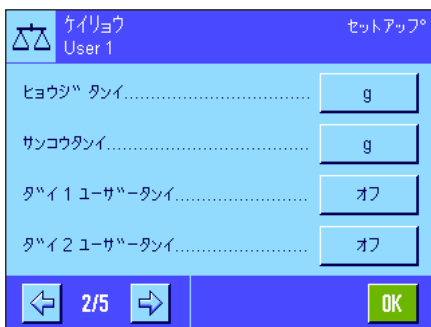 ケイリョウ セットアップ
User 1
ヒョウジ タンイ................................. g
サンコウタンイ.................................... g
ダイ 1 ユーザータンイ....................... オフ
ダイ 2 ユーザータンイ....................... オフ
2/5 OK